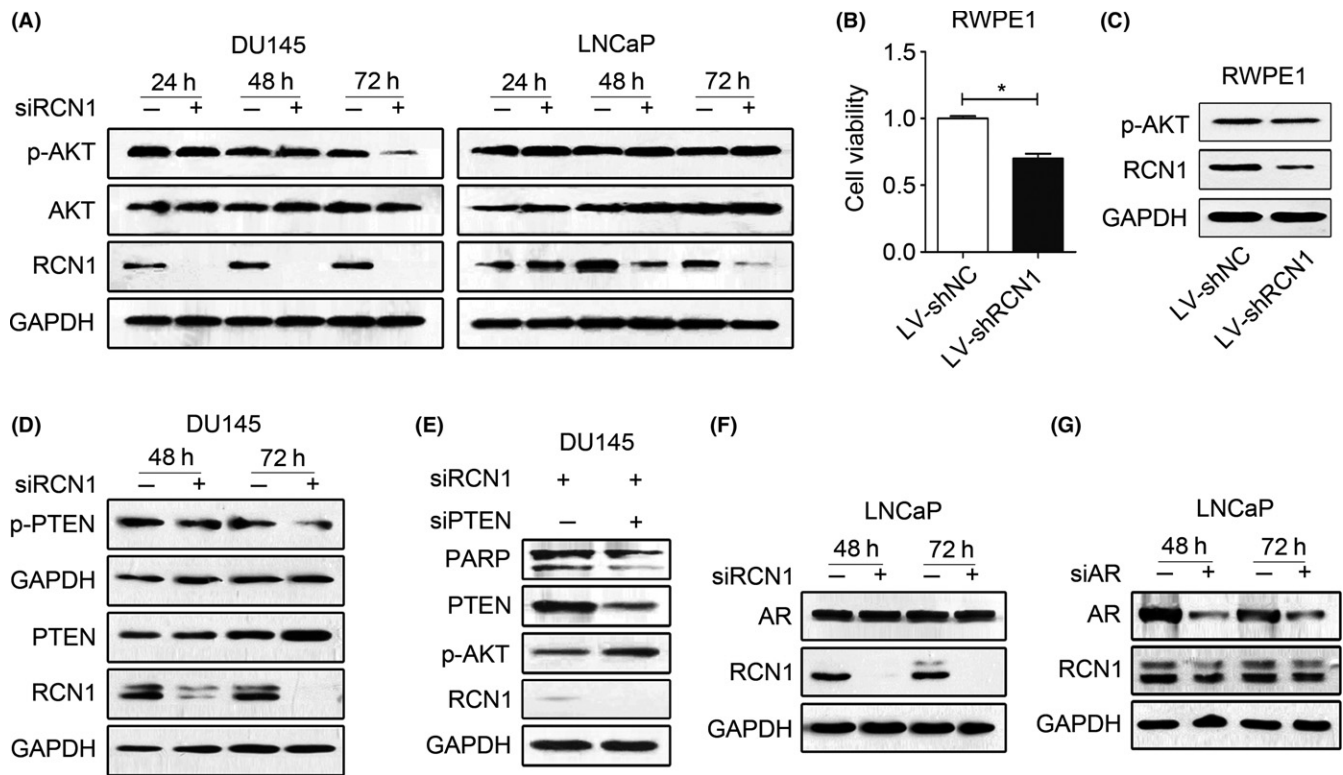 (A)
DU145 LNCaP
24 h 48 h 72 h 24 h 48 h 72 h
siRCN1 – + – + – + – + – + – +
p-AKT
AKT
RCN1
GAPDH
(B)
RWPE1
Cell viability
1.5
1.0
0.5
0.0
*
LV-shNC
LV-shRCN1
(C)
RWPE1
p-AKT
RCN1
GAPDH
LV-shNC
LV-shRCN1
(D)
DU145
48 h 72 h
siRCN1 – + – +
p-PTEN
GAPDH
PTEN
RCN1
GAPDH
(E)
DU145
siRCN1 + +
siPTEN – +
PARP
PTEN
p-AKT
RCN1
GAPDH
(F)
LNCaP
48 h 72 h
siRCN1 – + – +
AR
RCN1
GAPDH
(G)
LNCaP
48 h 72 h
siAR – + – +
AR
RCN1
GAPDH